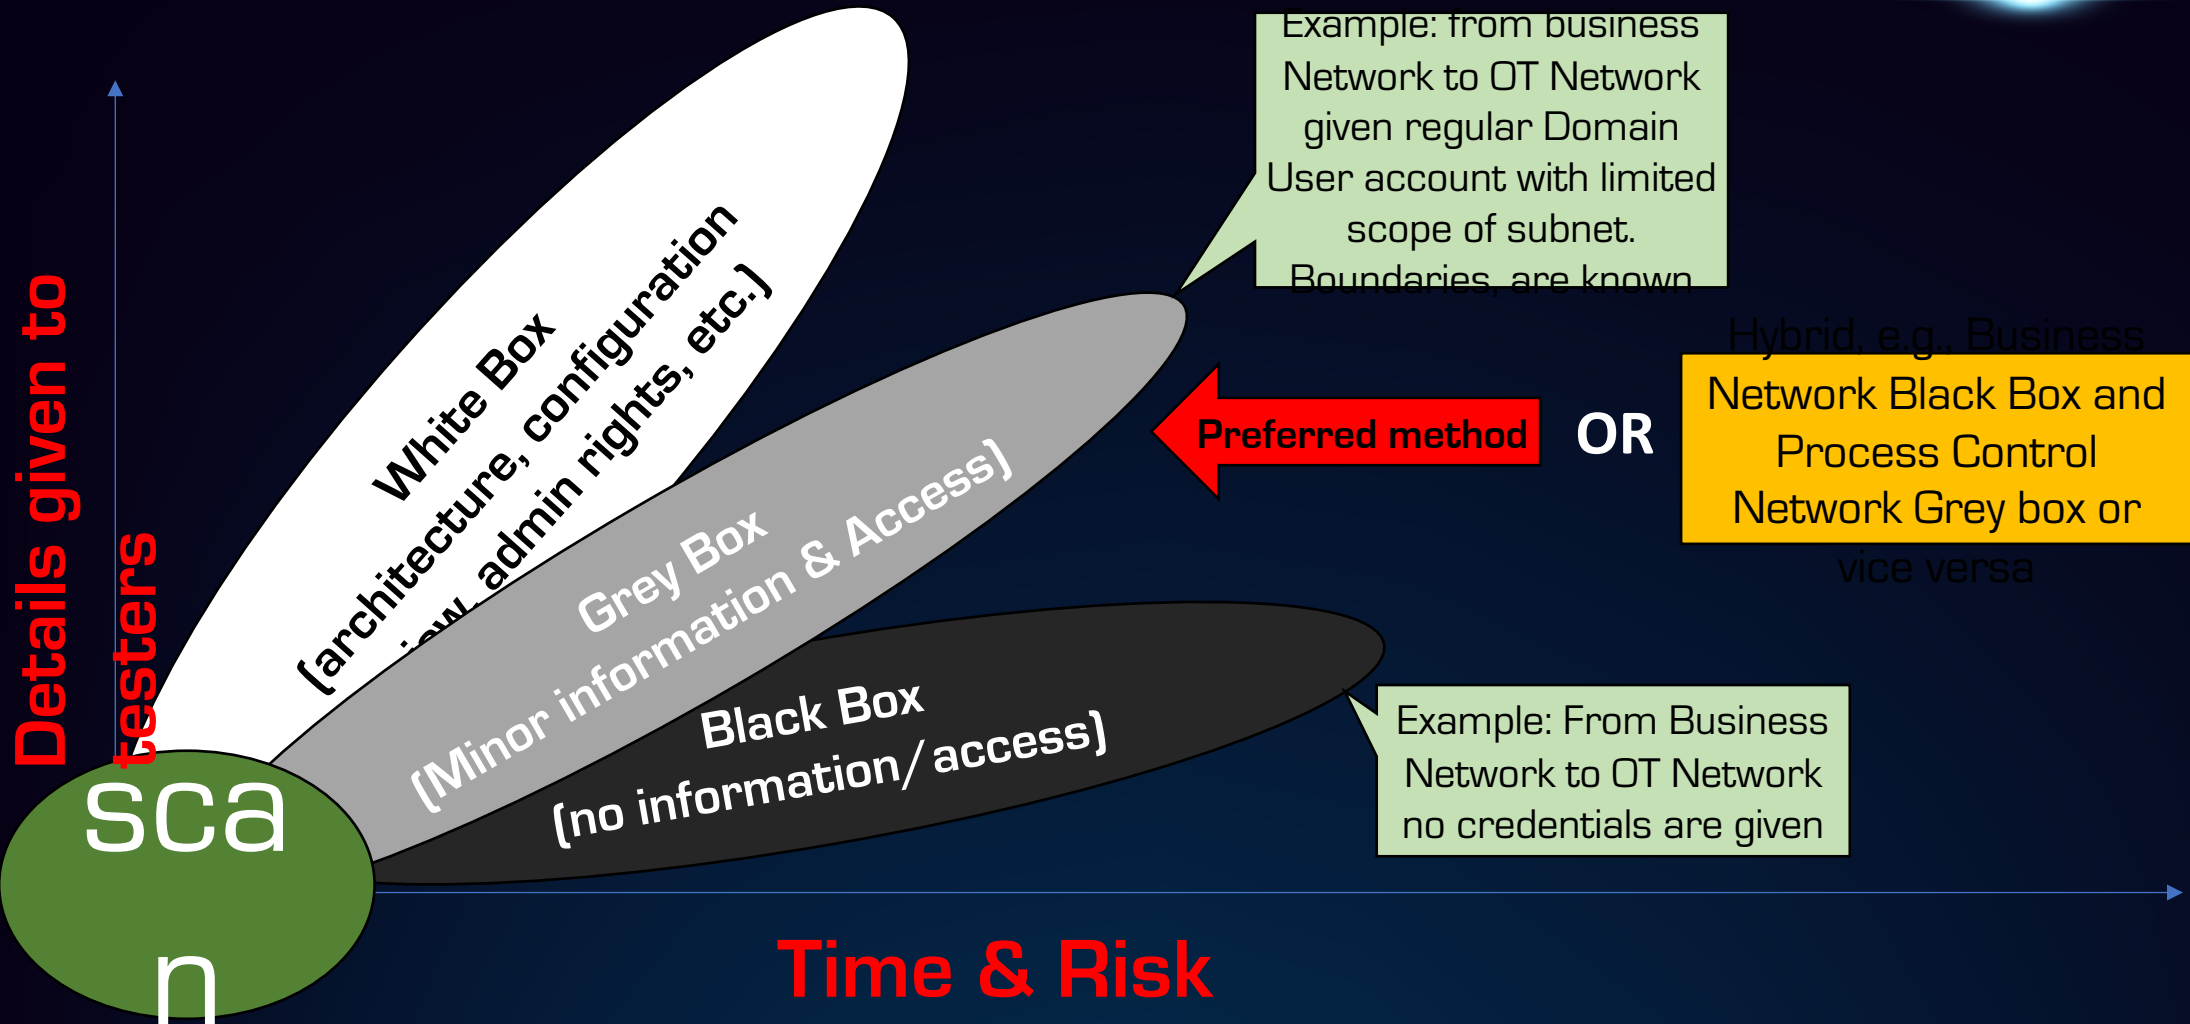 Details given to
testers
White Box
(architecture, configuration
admin rights, etc.)
Grey Box
(Minor information & Access)
Black Box
(no information/access)
sca
n
Example: from business
Network to OT Network
given regular Domain
User account with limited
scope of subnet.
Boundaries, are known
Preferred method
OR
Hybrid, e.g., Business
Network Black Box and
Process Control
Network Grey box or
vice versa
Example: From Business
Network to OT Network
no credentials are given
Time & Risk